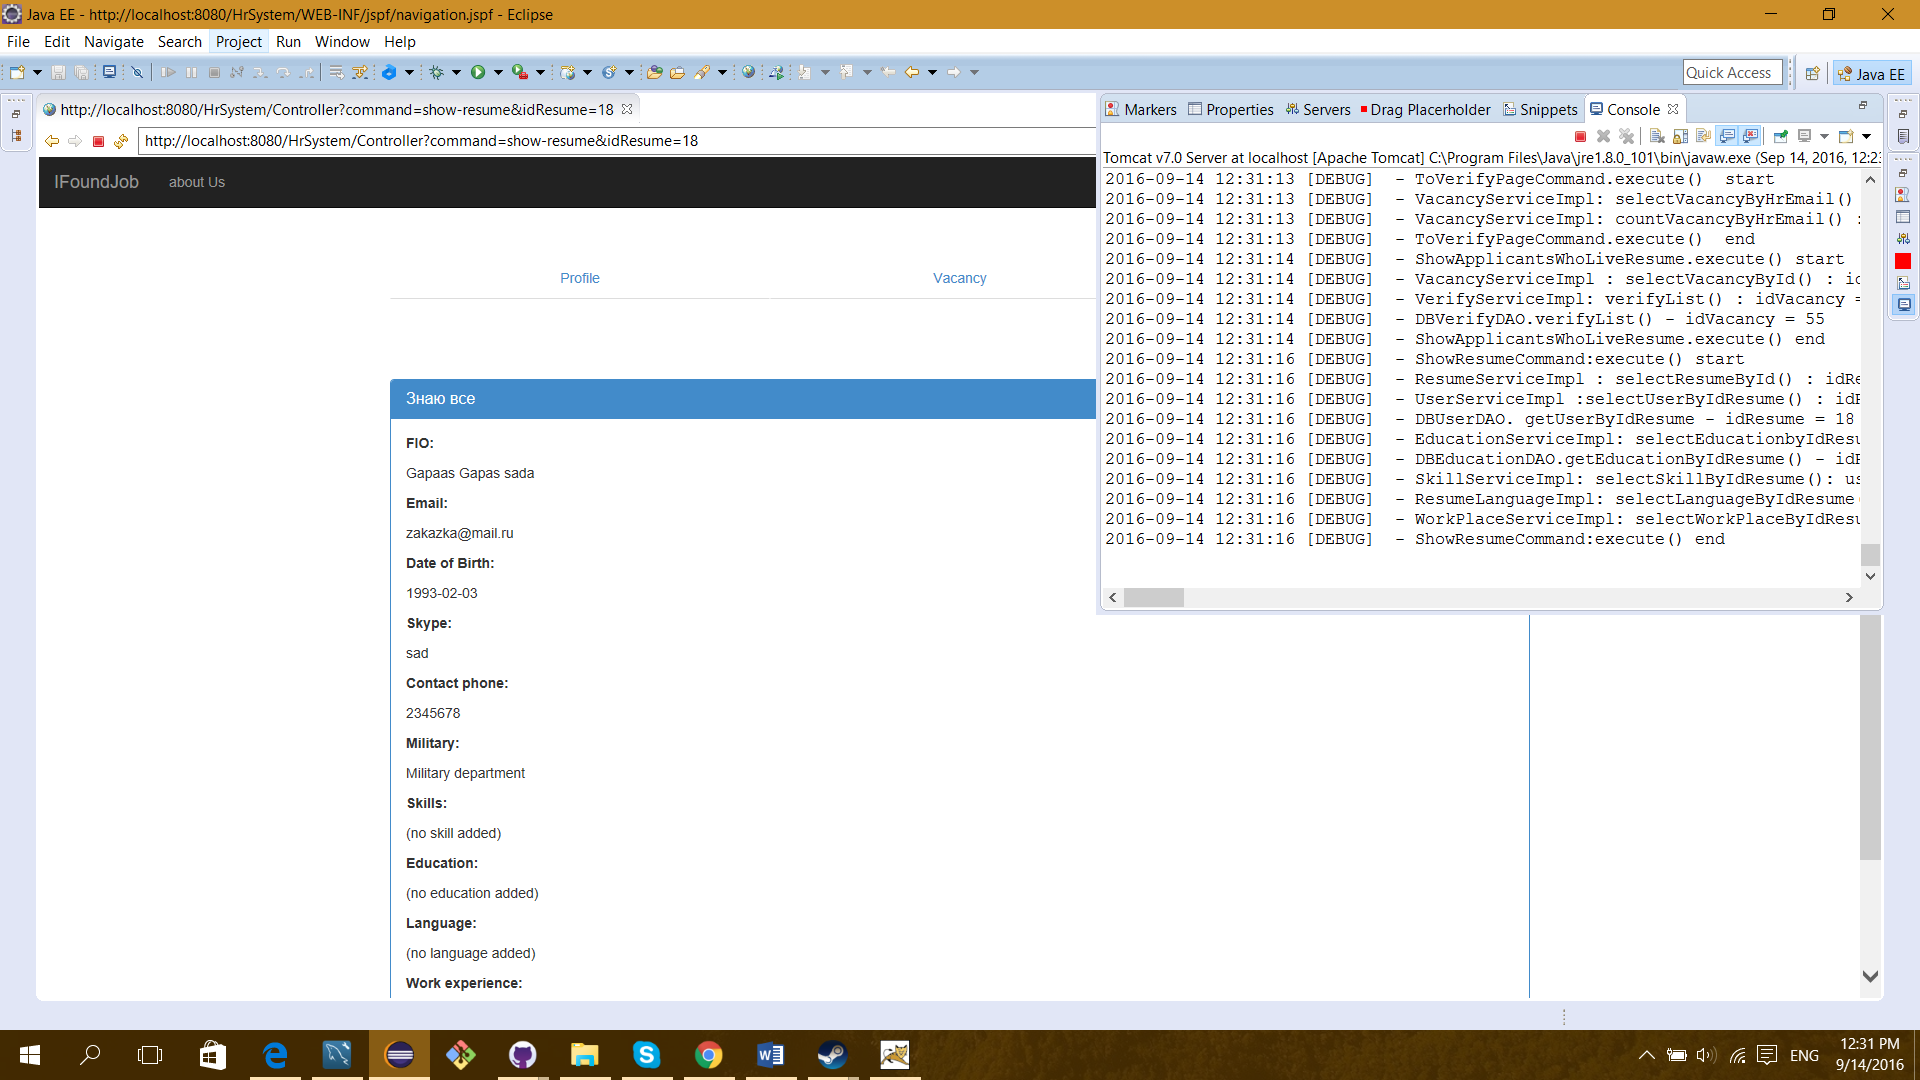 Java EE - http://localhost:8080/HrSystem/WEB-INF/jspf/navigation.jspf - Eclipse
File Edit Navigate Search Project Run Window Help
Quick Access
Java EE
http://localhost:8080/HrSystem/Controller?command=show-resume&idResume=18
http://localhost:8080/HrSystem/Controller?command=show-resume&idResume=18
IFoundJob about Us
Profile Vacancy
Знаю все
FIO:
Gapaas Gapas sada
Email:
zakazka@mail.ru
Date of Birth:
1993-02-03
Skype:
sad
Contact phone:
2345678
Military:
Military department
Skills:
(no skill added)
Education:
(no education added)
Language:
(no language added)
Work experience:
Markers Properties Servers Drag Placeholder Snippets Console
Tomcat v7.0 Server at localhost [Apache Tomcat] C:\Program Files\Java\jre1.8.0_101\bin\javaw.exe (Sep 14, 2016, 12:23
2016-09-14 12:31:13 [DEBUG] - ToVerifyPageCommand.execute() start
2016-09-14 12:31:13 [DEBUG] - VacancyServiceImpl: selectVacancyByHrEmail()
2016-09-14 12:31:13 [DEBUG] - VacancyServiceImpl: countVacancyByHrEmail() :
2016-09-14 12:31:13 [DEBUG] - ToVerifyPageCommand.execute() end
2016-09-14 12:31:14 [DEBUG] - ShowApplicantsWhoLiveResume.execute() start
2016-09-14 12:31:14 [DEBUG] - VacancyServiceImpl : selectVacancyById() : id
2016-09-14 12:31:14 [DEBUG] - VerifyServiceImpl: verifyList() : idVacancy =
2016-09-14 12:31:14 [DEBUG] - DBVerifyDAO.verifyList() - idVacancy = 55
2016-09-14 12:31:14 [DEBUG] - ShowApplicantsWhoLiveResume.execute() end
2016-09-14 12:31:16 [DEBUG] - ShowResumeCommand:execute() start
2016-09-14 12:31:16 [DEBUG] - ResumeServiceImpl : selectResumeById() : idRe
2016-09-14 12:31:16 [DEBUG] - UserServiceImpl :selectUserByIdResume() : idR
2016-09-14 12:31:16 [DEBUG] - DBUserDAO. getUserByIdResume - idResume = 18
2016-09-14 12:31:16 [DEBUG] - EducationServiceImpl: selectEducationbyIdResu
2016-09-14 12:31:16 [DEBUG] - DBEducationDAO.getEducationByIdResume() - idR
2016-09-14 12:31:16 [DEBUG] - SkillServiceImpl: selectSkillByIdResume(): us
2016-09-14 12:31:16 [DEBUG] - ResumeLanguageImpl: selectLanguageByIdResume(
2016-09-14 12:31:16 [DEBUG] - WorkPlaceServiceImpl: selectWorkPlaceByIdResu
2016-09-14 12:31:16 [DEBUG] - ShowResumeCommand:execute() end
ENG
12:31 PM
9/14/2016